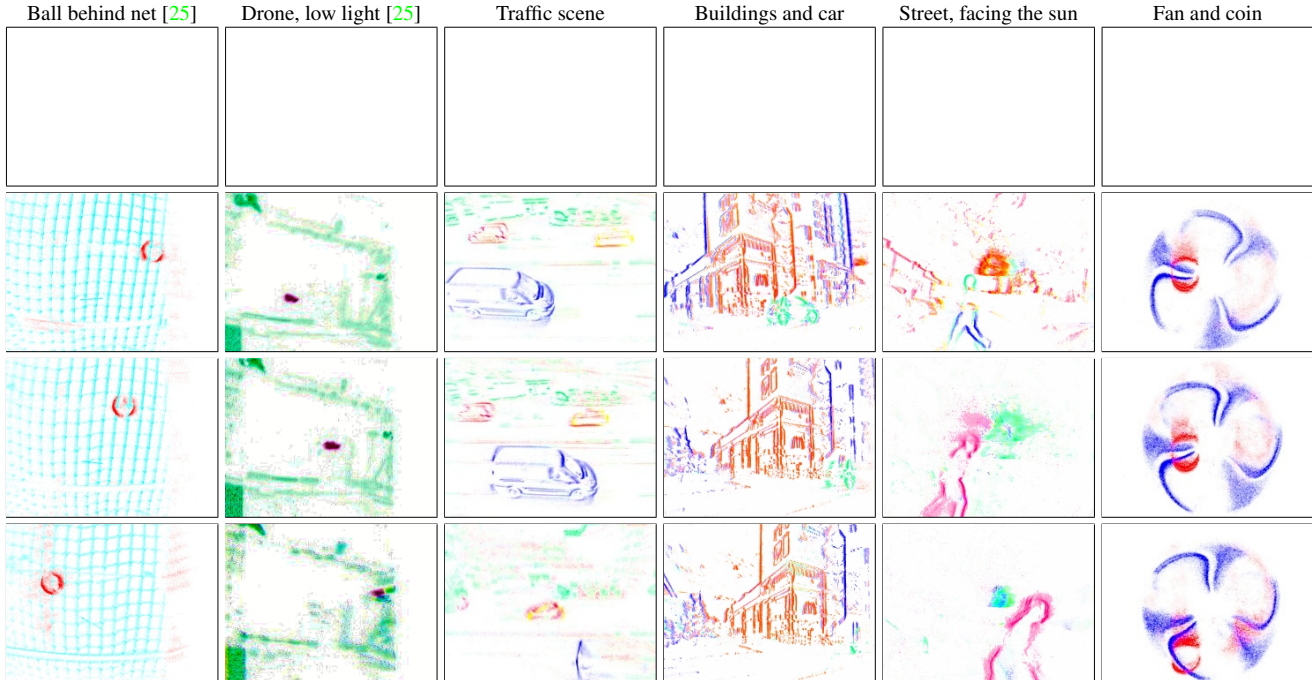 Ball behind net [25] Drone, low light [25] Traffic scene Buildings and car Street, facing the sun Fan and coin